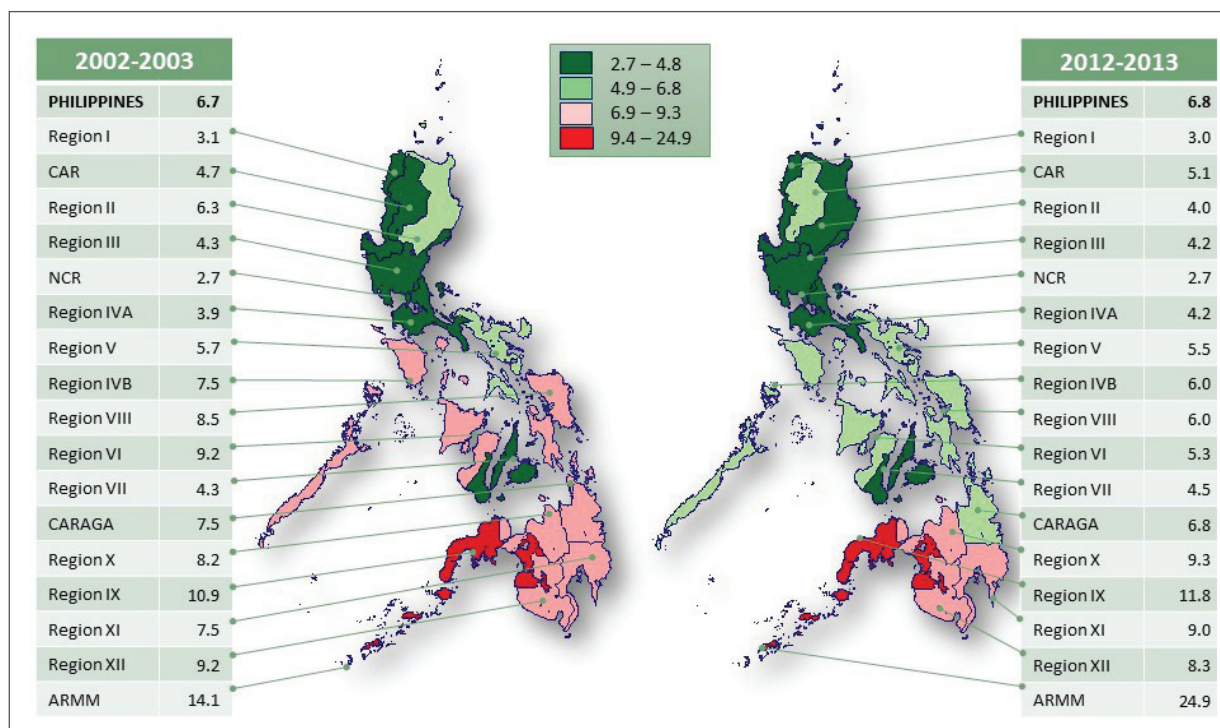 2002-2003
PHILIPPINES 6.7
Region I 3.1
CAR 4.7
Region II 6.3
Region III 4.3
NCR 2.7
Region IVA 3.9
Region V 5.7
Region IVB 7.5
Region VIII 8.5
Region VI 9.2
Region VII 4.3
CARAGA 7.5
Region X 8.2
Region IX 10.9
Region XI 7.5
Region XII 9.2
ARMM 14.1
2.7 – 4.8
4.9 – 6.8
6.9 – 9.3
9.4 – 24.9
2012-2013
PHILIPPINES 6.8
Region I 3.0
CAR 5.1
Region II 4.0
Region III 4.2
NCR 2.7
Region IVA 4.2
Region V 5.5
Region IVB 6.0
Region VIII 6.0
Region VI 5.3
Region VII 4.5
CARAGA 6.8
Region X 9.3
Region IX 11.8
Region XI 9.0
Region XII 8.3
ARMM 24.9